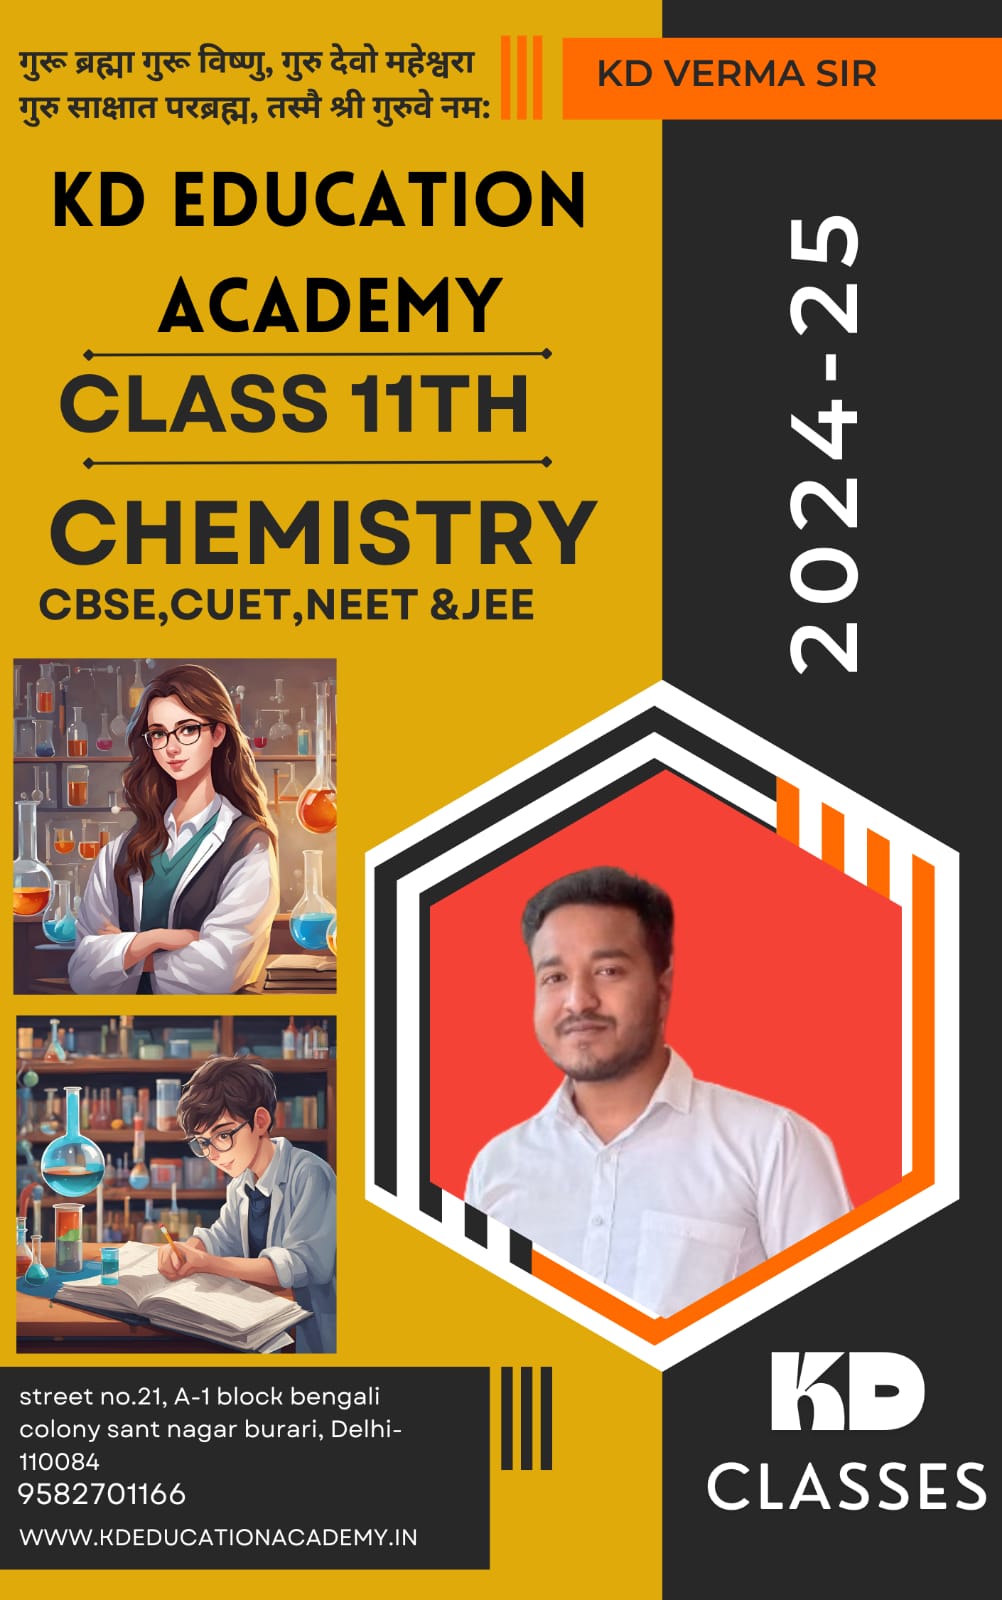 गुरू ब्रह्मा गुरू विष्णु, गुरु देवो महेश्वरा
गुरु साक्षात परब्रह्म, तस्मै श्री गुरुवे नम:
KD VERMA SIR
KD EDUCATION
ACADEMY
CLASS 11TH
CHEMISTRY
CBSE,CUET,NEET &JEE
2024-25
street no.21, A-1 block bengali
colony sant nagar burari, Delhi-
110084
9582701166
WWW.KDEDUCATIONACADEMY.IN
KD
CLASSES